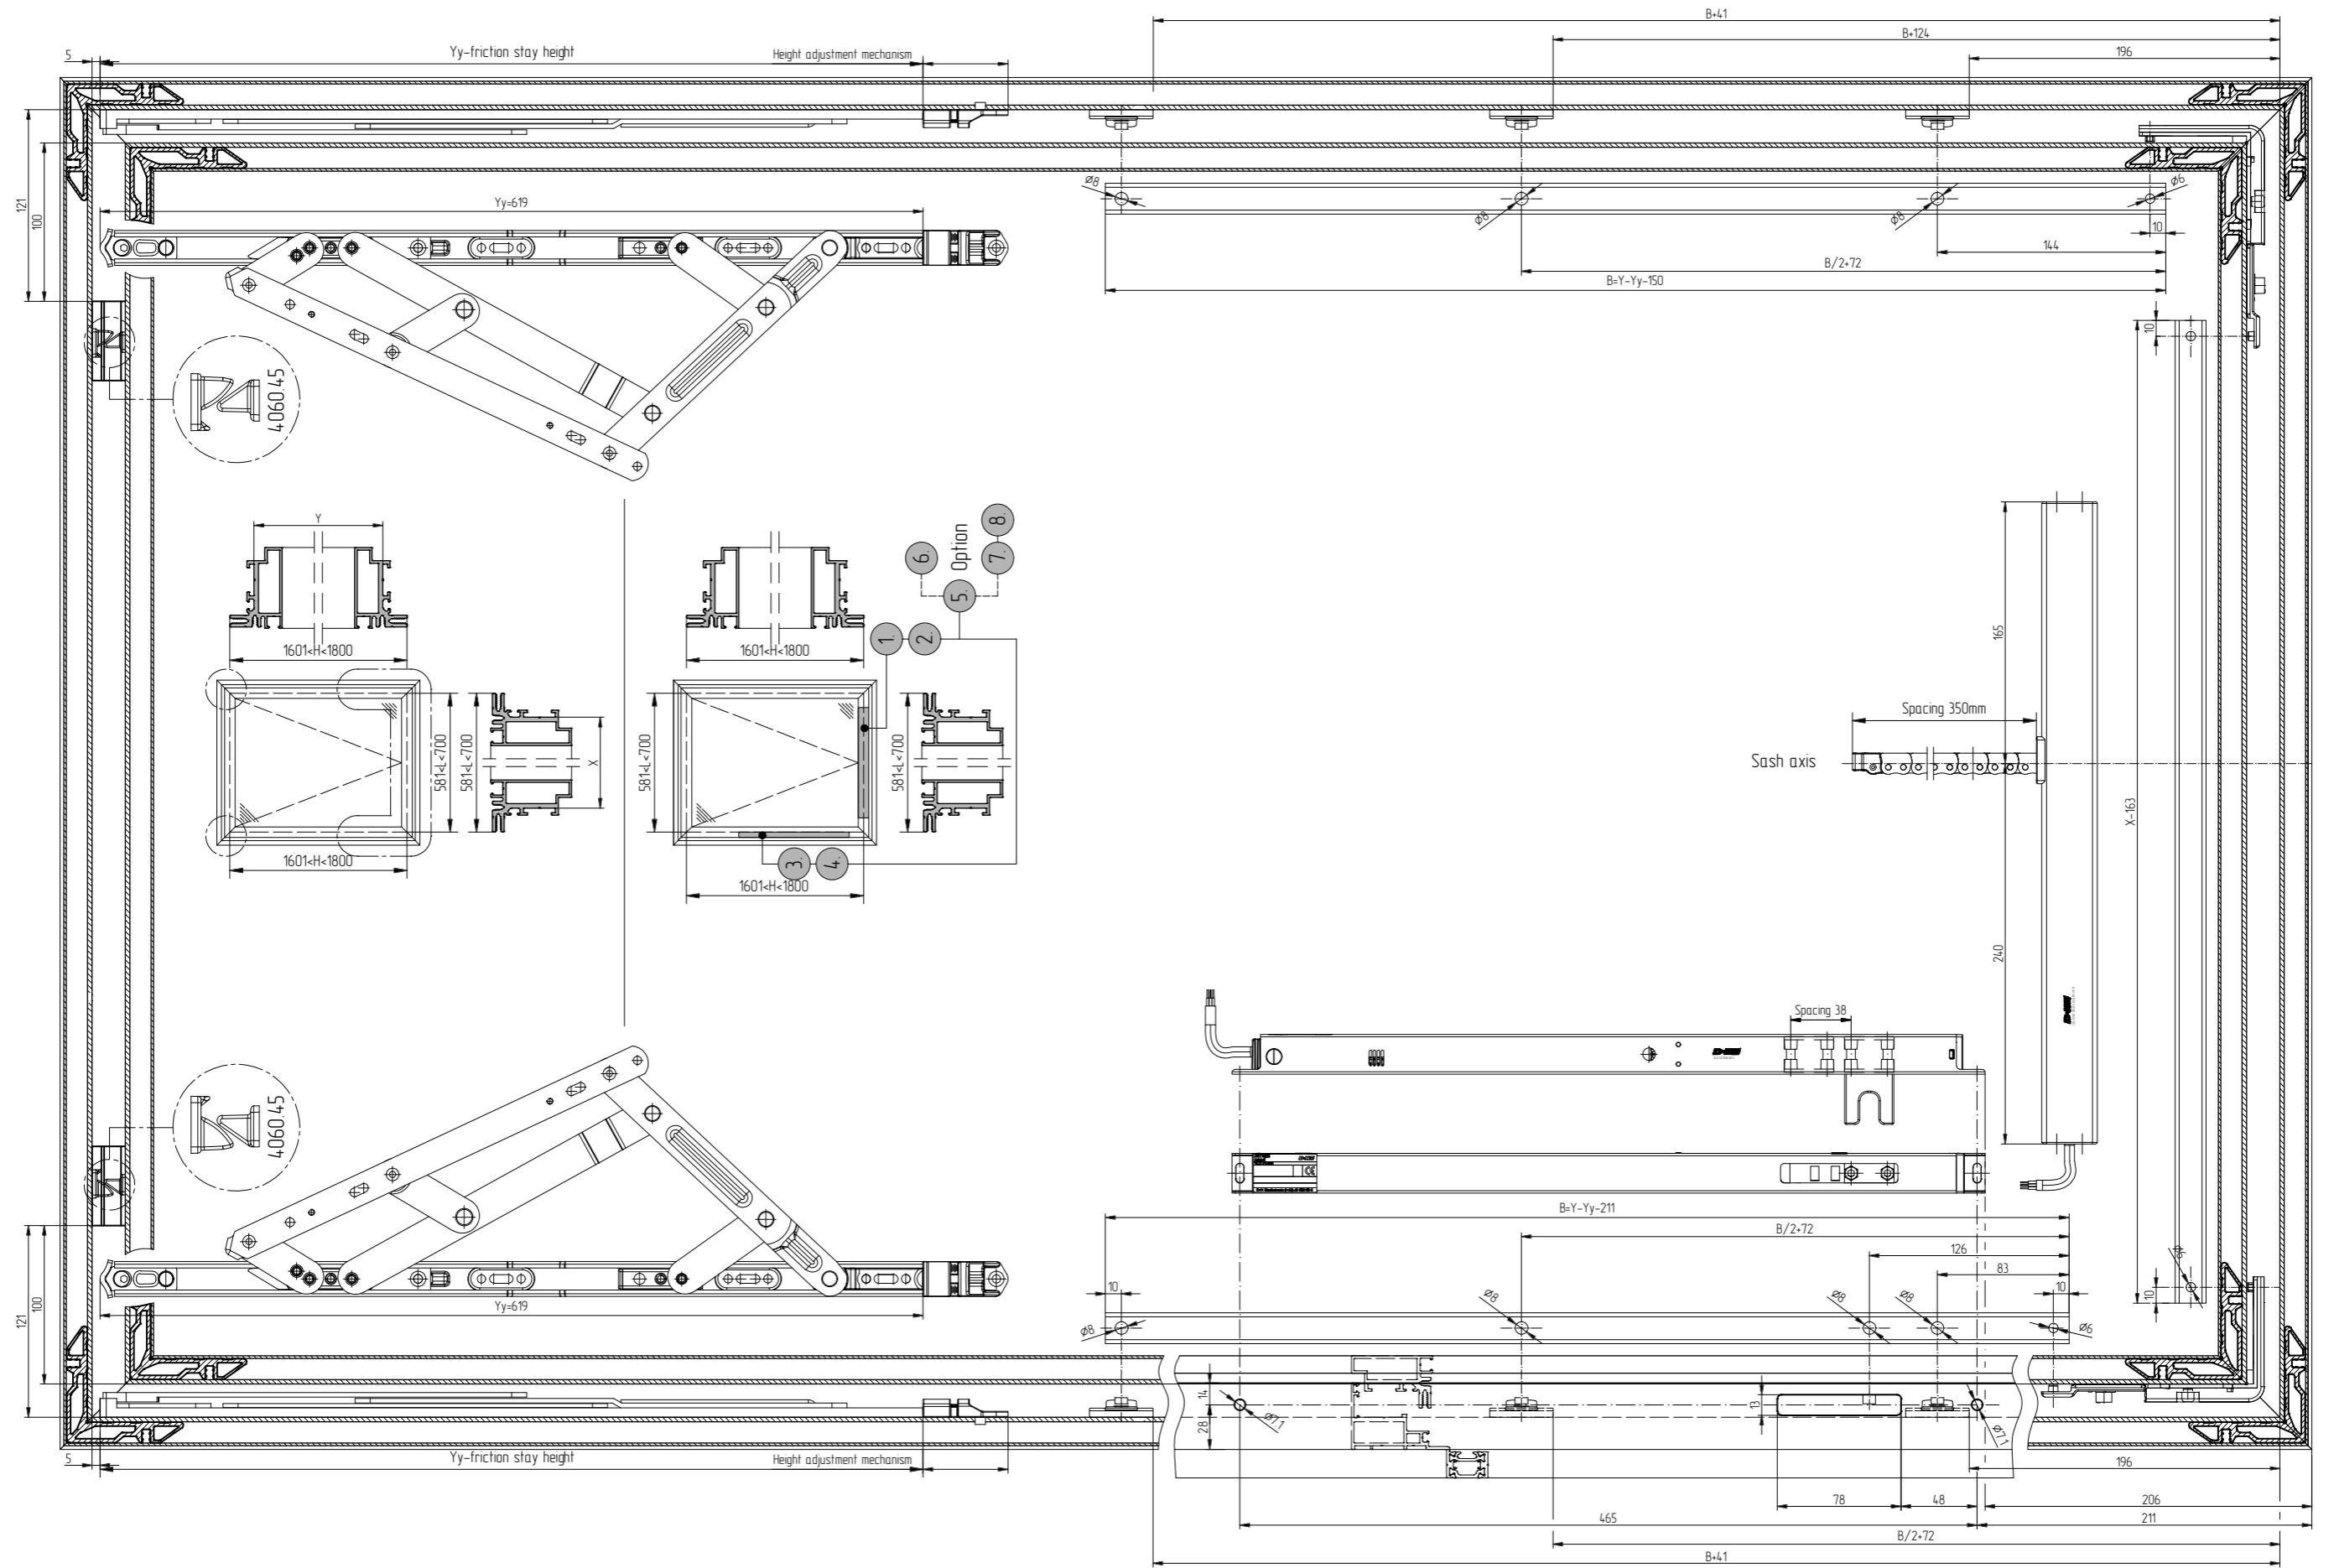 B+41
B+124
196
5
Yy-friction stay height
Height adjustment mechanism
121
100
Yy=619
Ø8
Ø8
Ø8
Ø6
10
144
B/2+72
B=Y-Yy-150
10
4060.45
Y
1601<H<1800
581<L<700
581<L<700
X
1601<H<1800
1601<H<1800
581<L<700
581<L<700
1601<H<1800
6.
Option
8.
7.
5.
1.
2.
3.
4.
165
Spacing 350mm
Sash axis
X-163
240
Spacing 38
4060.45
CE
B=Y-Yy-211
B/2+72
126
83
10
10
Ø8
Ø8
Ø8
Ø8
Ø6
Ø6
10
121
100
Yy=619
14
28
Ø7.1
13
Ø7.1
5
Yy-friction stay height
Height adjustment mechanism
196
78
48
206
465
211
B/2+72
B+41